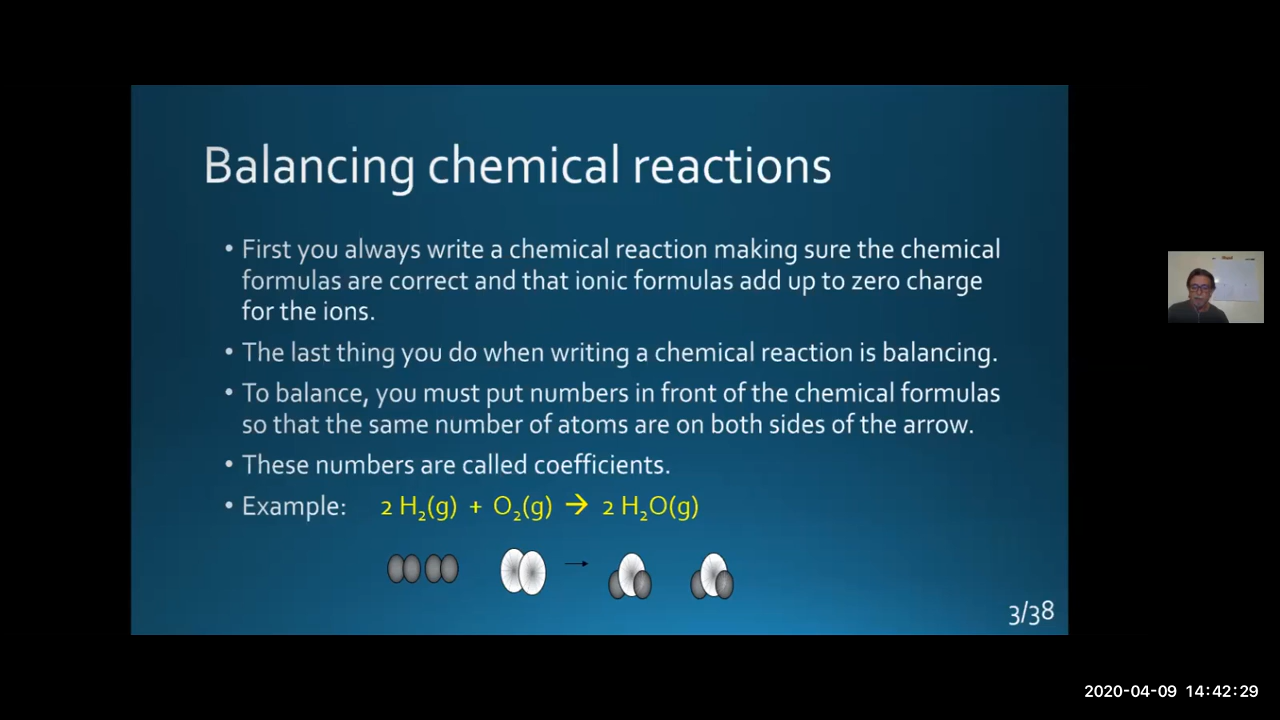 Balancing chemical reactions
• First you always write a chemical reaction making sure the chemical
formulas are correct and that ionic formulas add up to zero charge
for the ions.
• The last thing you do when writing a chemical reaction is balancing.
• To balance, you must put numbers in front of the chemical formulas
so that the same number of atoms are on both sides of the arrow.
• These numbers are called coefficients.
• Example: 2 H₂(g) + O₂(g) → 2 H₂O(g)
3/38
2020-04-09 14:42:29